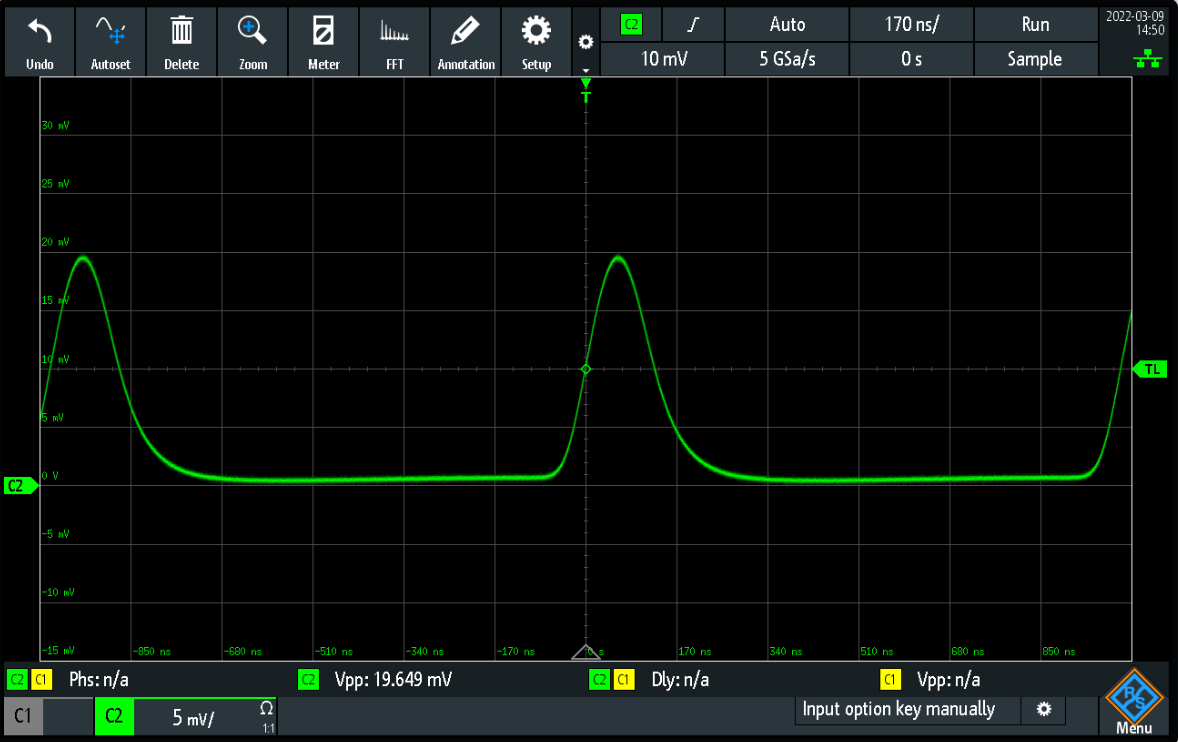 Undo Autoset Delete Zoom Meter FFT Annotation Setup
C2 Auto 170 ns/ Run 2022-03-09
14:50
10 mV 5 GSa/s 0 s Sample
T
30 mV
25 mV
20 mV
15 mV
10 mV
TL
5 mV
0 V
C2
-5 mV
-10 mV
-15 mV -850 ns -680 ns -510 ns -340 ns -170 ns 0 s 170 ns 340 ns 510 ns 680 ns 850 ns
C2 C1 Phs: n/a C2 Vpp: 19.649 mV C2 C1 Dly: n/a C1 Vpp: n/a
C1 C2 5 mV/ Ω 1:1 Input option key manually
R S
Menu